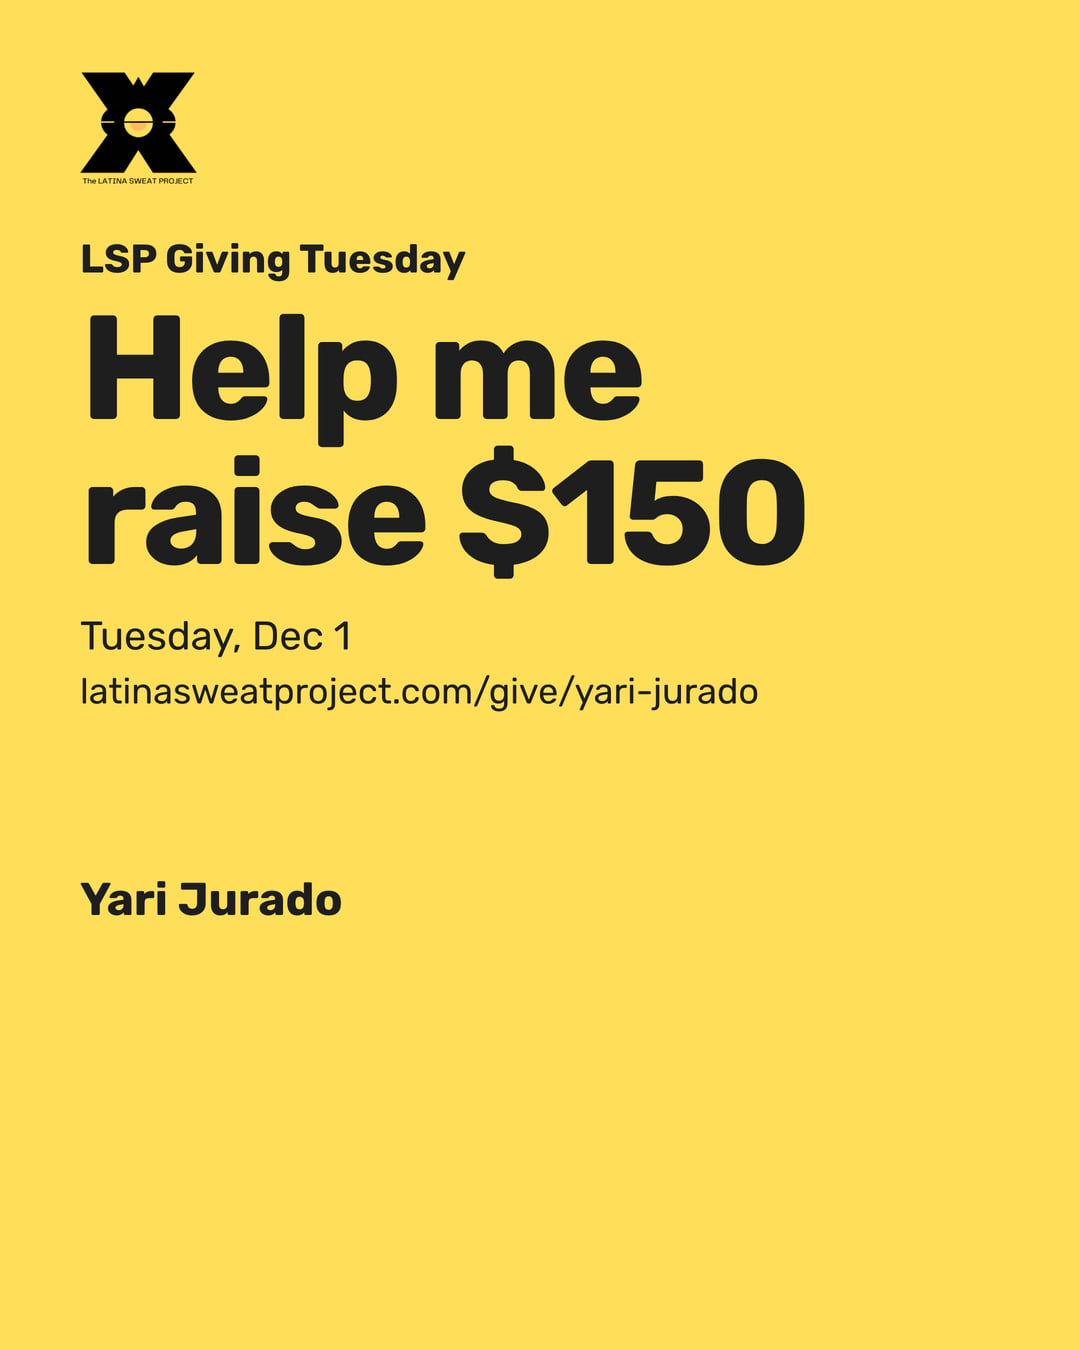 The LATINA SWEAT PROJECT
LSP Giving Tuesday
Help me
raise $150
Tuesday, Dec 1
latinasweatproject.com/give/yari-jurado
Yari Jurado